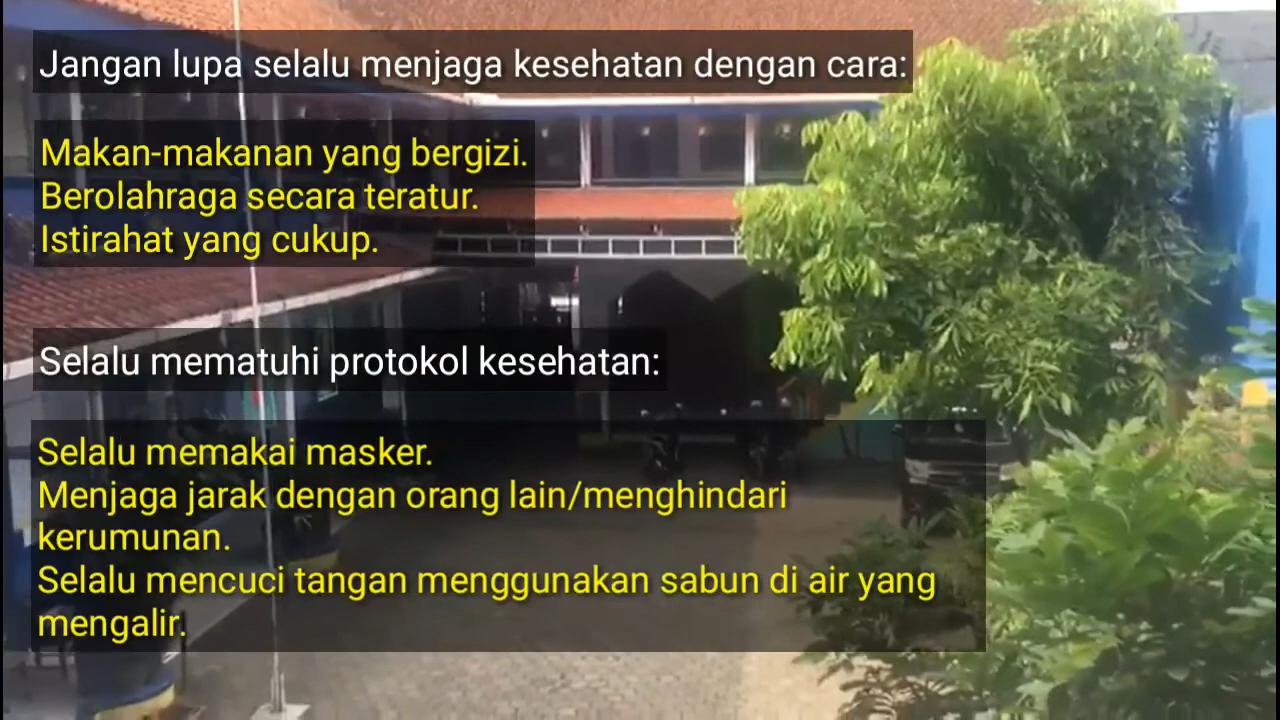 Jangan lupa selalu menjaga kesehatan dengan cara:
Makan-makanan yang bergizi.
Berolahraga secara teratur.
Istirahat yang cukup.
Selalu mematuhi protokol kesehatan:
Selalu memakai masker.
Menjaga jarak dengan orang lain/menghindari
kerumunan.
Selalu mencuci tangan menggunakan sabun di air yang
mengalir.